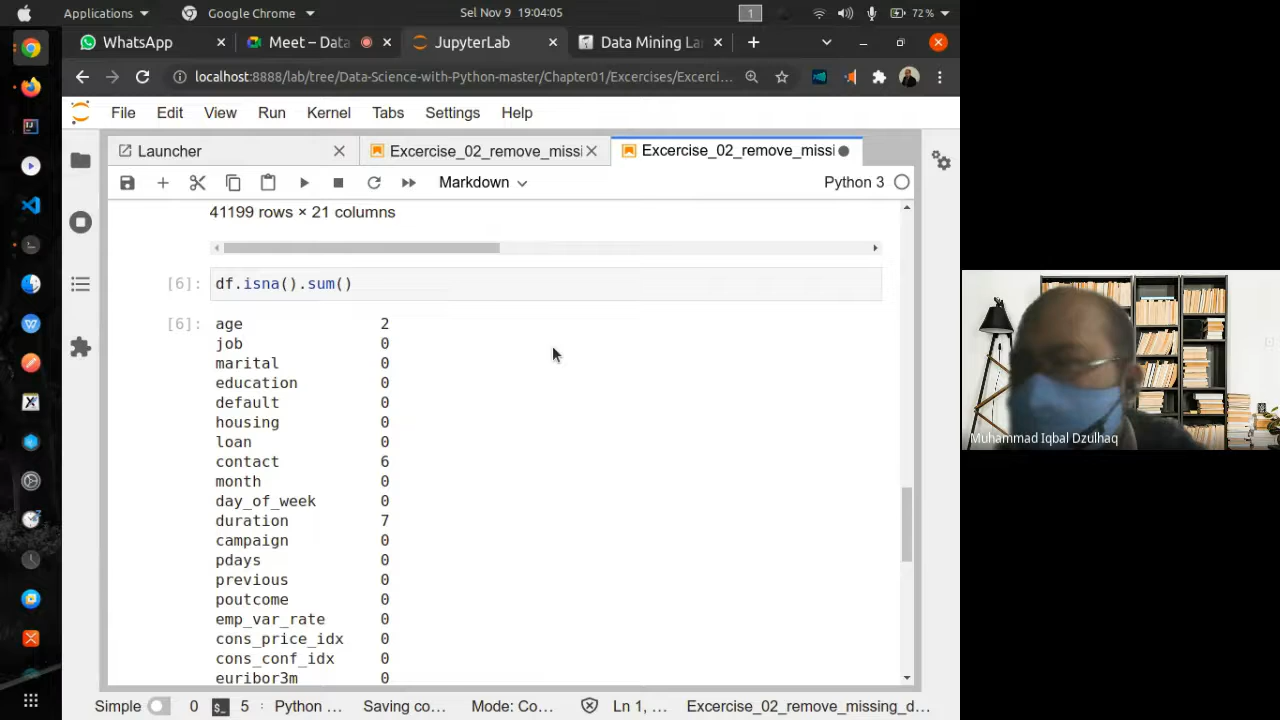 Applications
Google Chrome
Sel Nov 9 19:04:05
1
72 %
WhatsApp
Meet – Data
JupyterLab
Data Mining La
localhost:8888/lab/tree/Data-Science-with-Python-master/Chapter01/Excercises/Excerci...
File Edit View Run Kernel Tabs Settings Help
Launcher
Excercise_02_remove_missi
Excercise_02_remove_missi
Markdown
Python 3
41199 rows × 21 columns
[6]: df.isna().sum()
[6]: age 2
job 0
marital 0
education 0
default 0
housing 0
loan 0
contact 6
month 0
day_of_week 0
duration 7
campaign 0
pdays 0
previous 0
poutcome 0
emp_var_rate 0
cons_price_idx 0
cons_conf_idx 0
euribor3m 0
Muhammad Iqbal Dzulhaq
Simple 0 $_ 5 Python ... Saving co... Mode: Co... Ln 1, ... Excercise_02_remove_missing_d...